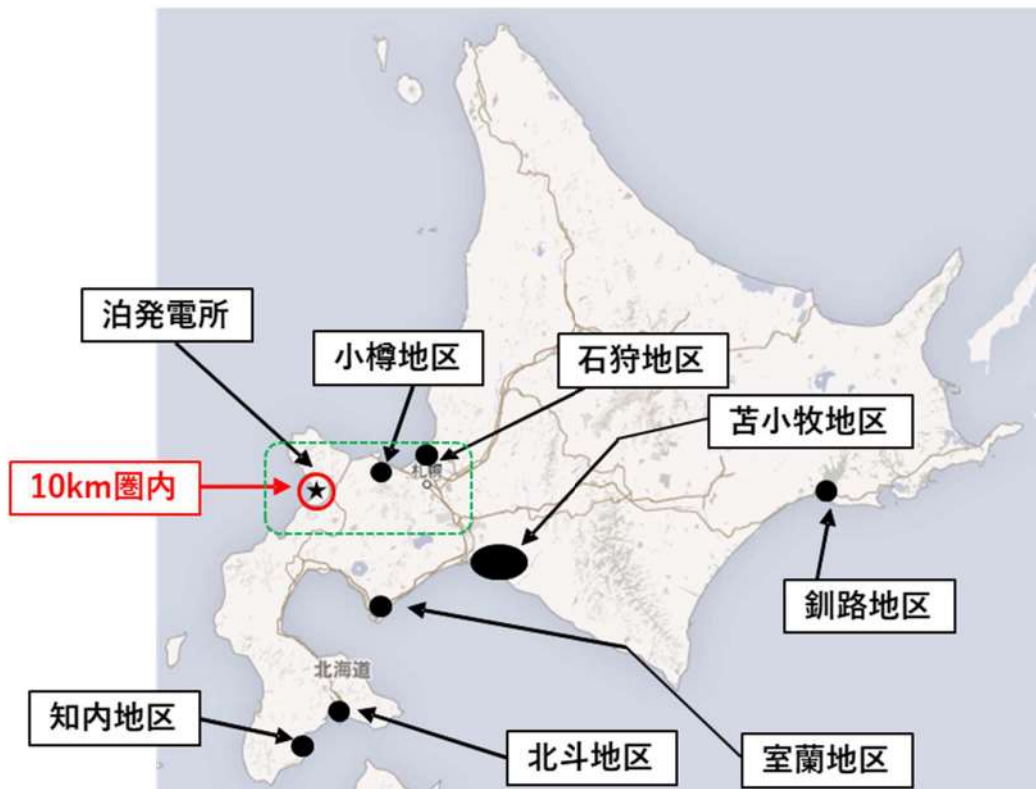 泊発電所
小樽地区
石狩地区
苫小牧地区
10km圏内
札幌
釧路地区
北海道
知内地区
北斗地区
室蘭地区